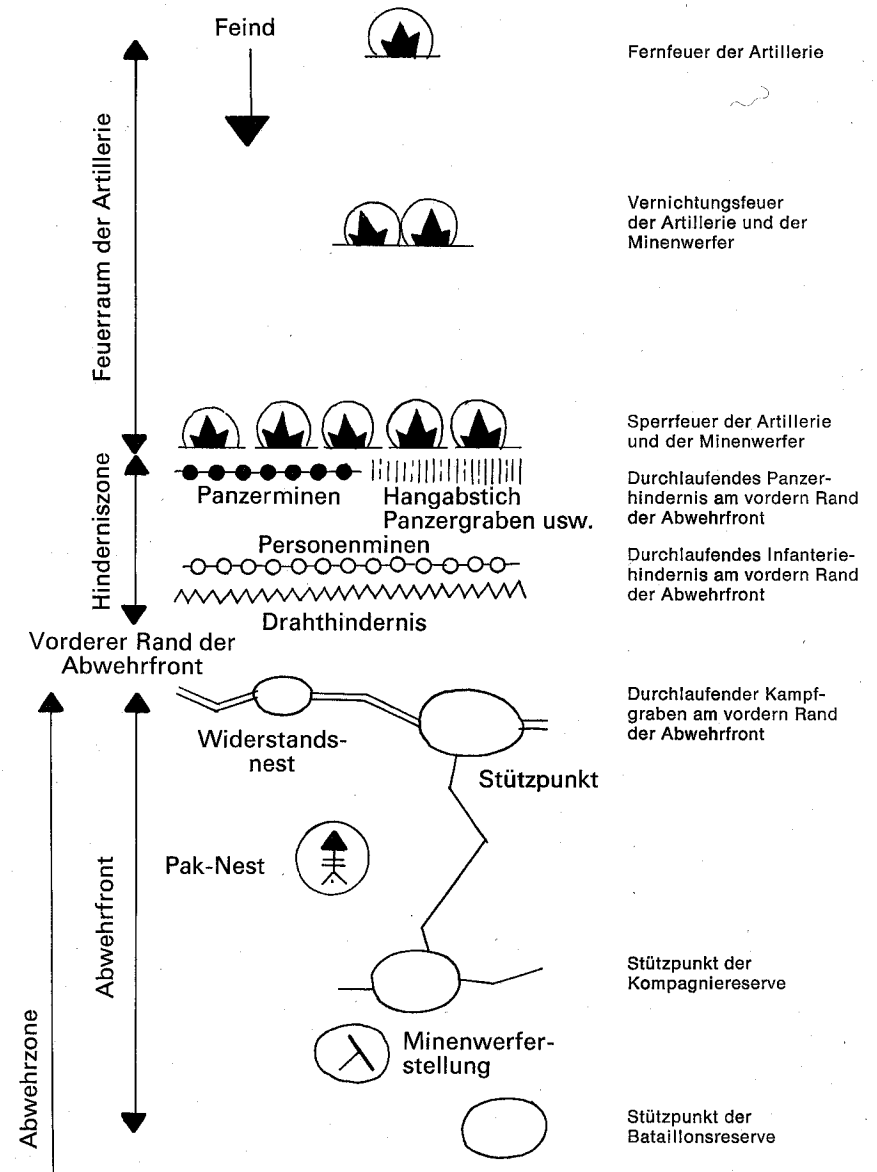 Feind
Fernfeuer der Artillerie
Feuerraum der Artillerie
Vernichtungsfeuer
der Artillerie und der
Minenwerfer
Sperrfeuer der Artillerie
und der Minenwerfer
Hinderniszone
Panzerminen
Hangabstich
Panzergraben usw.
Durchlaufendes Panzer-
hindernis am vordern Rand
der Abwehrfront
Personenminen
Drahthindernis
Durchlaufendes Infanterie-
hindernis am vordern Rand
der Abwehrfront
Vorderer Rand der
Abwehrfront
Widerstands-
nest
Stützpunkt
Durchlaufender Kampf-
graben am vordern Rand
der Abwehrfront
Abwehrzone
Abwehrfront
Pak-Nest
Stützpunkt der
Kompagniereserve
Minenwerfer-
stellung
Stützpunkt der
Bataillonsreserve